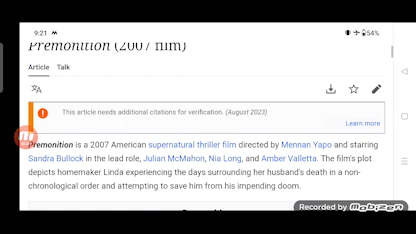 9:21
54%
Premonition (2007 film)
Article Talk
This article needs additional citations for verification. (August 2023)
Learn more
Premonition is a 2007 American supernatural thriller film directed by Mennan Yapo and starring
Sandra Bullock in the lead role, Julian McMahon, Nia Long, and Amber Valletta. The film's plot
depicts homemaker Linda experiencing the days surrounding her husband's death in a non-
chronological order and attempting to save him from his impending doom.
Recorded by
Mobizen